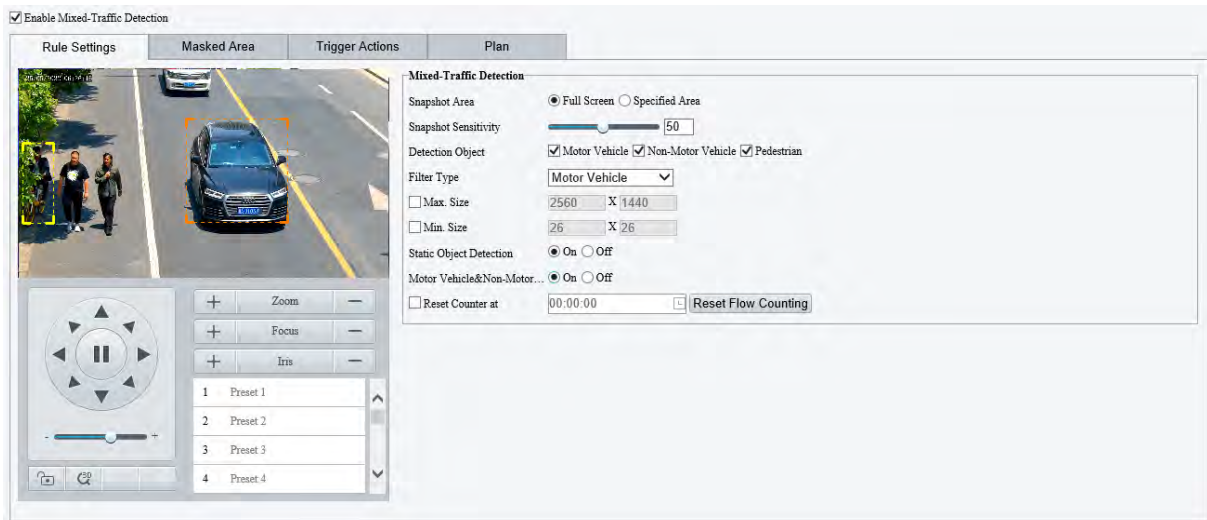 Enable Mixed-Traffic Detection
Rule Settings
Masked Area
Trigger Actions
Plan
Mixed-Traffic Detection
Snapshot Area
Full Screen
Specified Area
Snapshot Sensitivity
50
Detection Object
Motor Vehicle
Non-Motor Vehicle
Pedestrian
Filter Type
Motor Vehicle
Max. Size
2560 X 1440
Min. Size
26 X 26
Static Object Detection
On
Off
Motor Vehicle&Non-Motor...
On
Off
Reset Counter at
00:00:00
Reset Flow Counting
+ Zoom −
+ Focus −
+ Iris −
1 Preset 1
2 Preset 2
3 Preset 3
4 Preset 4
- +
3D